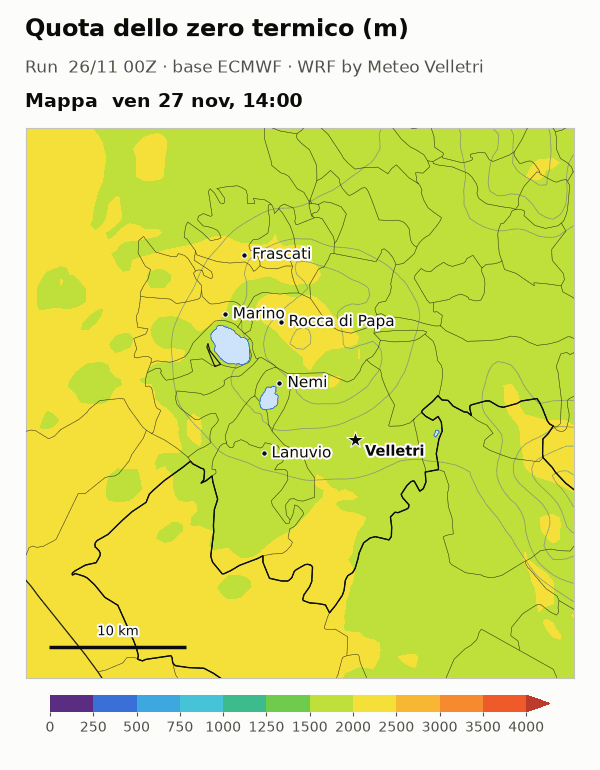 Quota dello zero termico (m)
Run 26/11 00Z · base ECMWF · WRF by Meteo Velletri
Mappa ven 27 nov, 14:00
Frascati
Marino
Rocca di Papa
Nemi
Velletri
Lanuvio
10 km
0 250 500 750 1000 1250 1500 2000 2500 3000 3500 4000